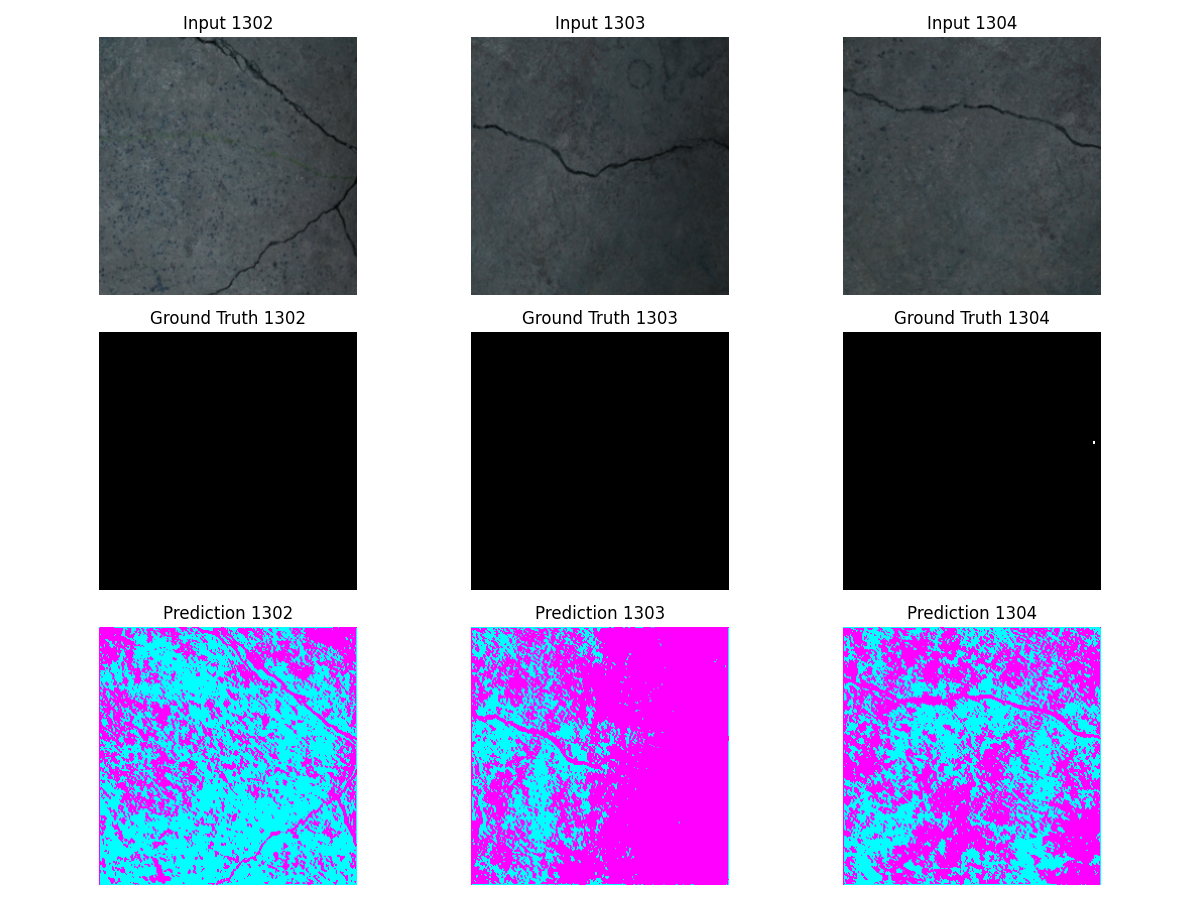 Input 1302
Input 1303
Input 1304
Ground Truth 1302
Ground Truth 1303
Ground Truth 1304
Prediction 1302
Prediction 1303
Prediction 1304